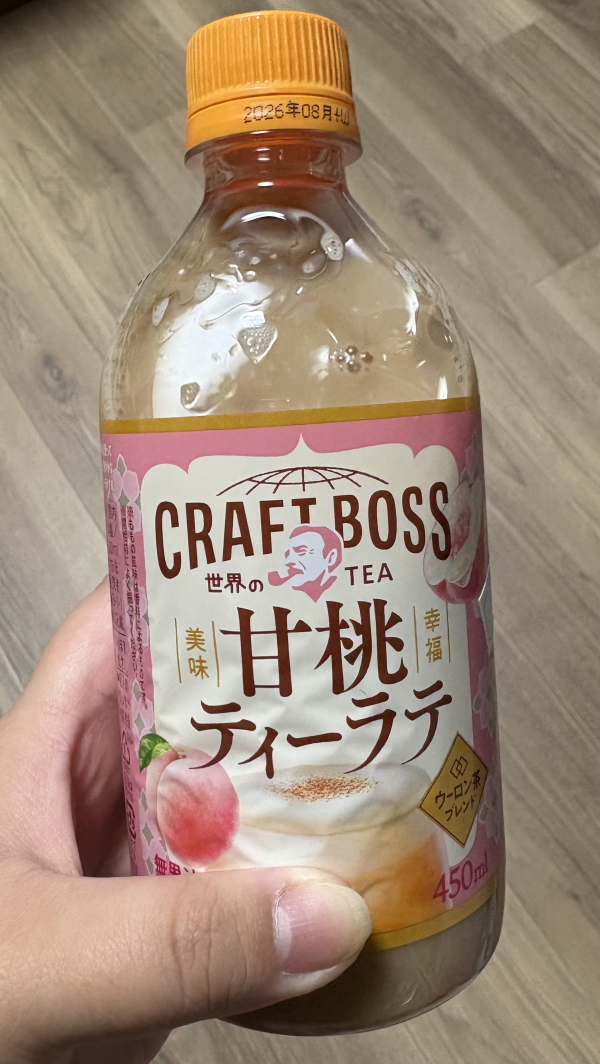 2026年08月
CRAFT BOSS
世界の TEA
美味
甘桃
幸福
ティーラテ
ウーロン茶
ブレンド
450ml